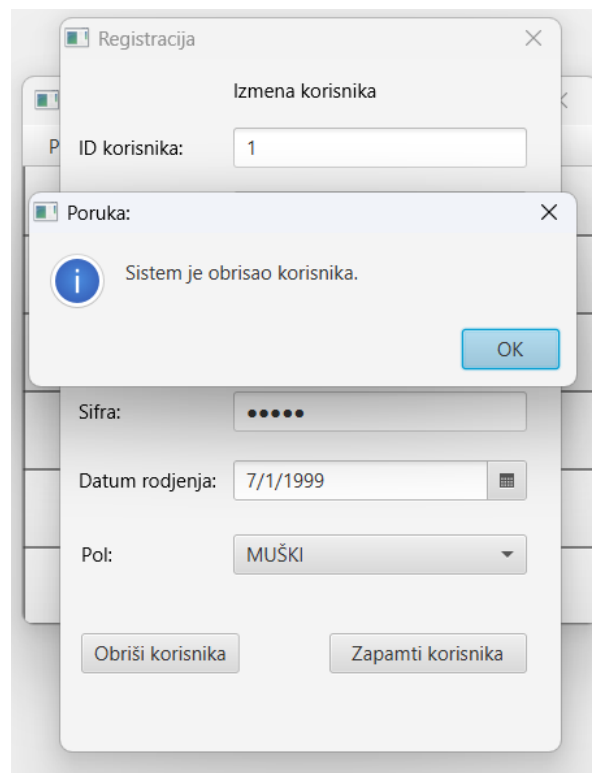 Registracija
Izmena korisnika
P
ID korisnika: 1
Poruka:
Sistem je obrisao korisnika.
OK
Sifra: ●●●●●
Datum rodjenja: 7/1/1999
Pol: MUŠKI
Obriši korisnika Zapamti korisnika